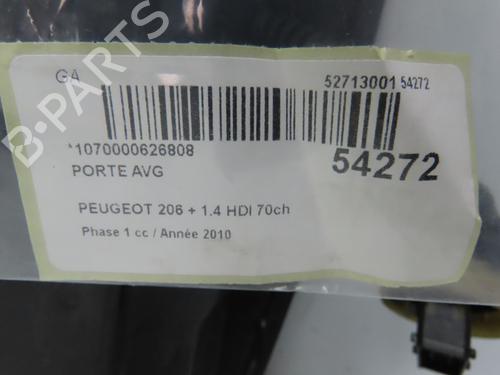 GA
52713001 54272
*1070000626808
54272
PORTE AVG
PEUGEOT 206 + 1.4 HDI 70ch
Phase 1 cc / Année 2010
B-PARTS